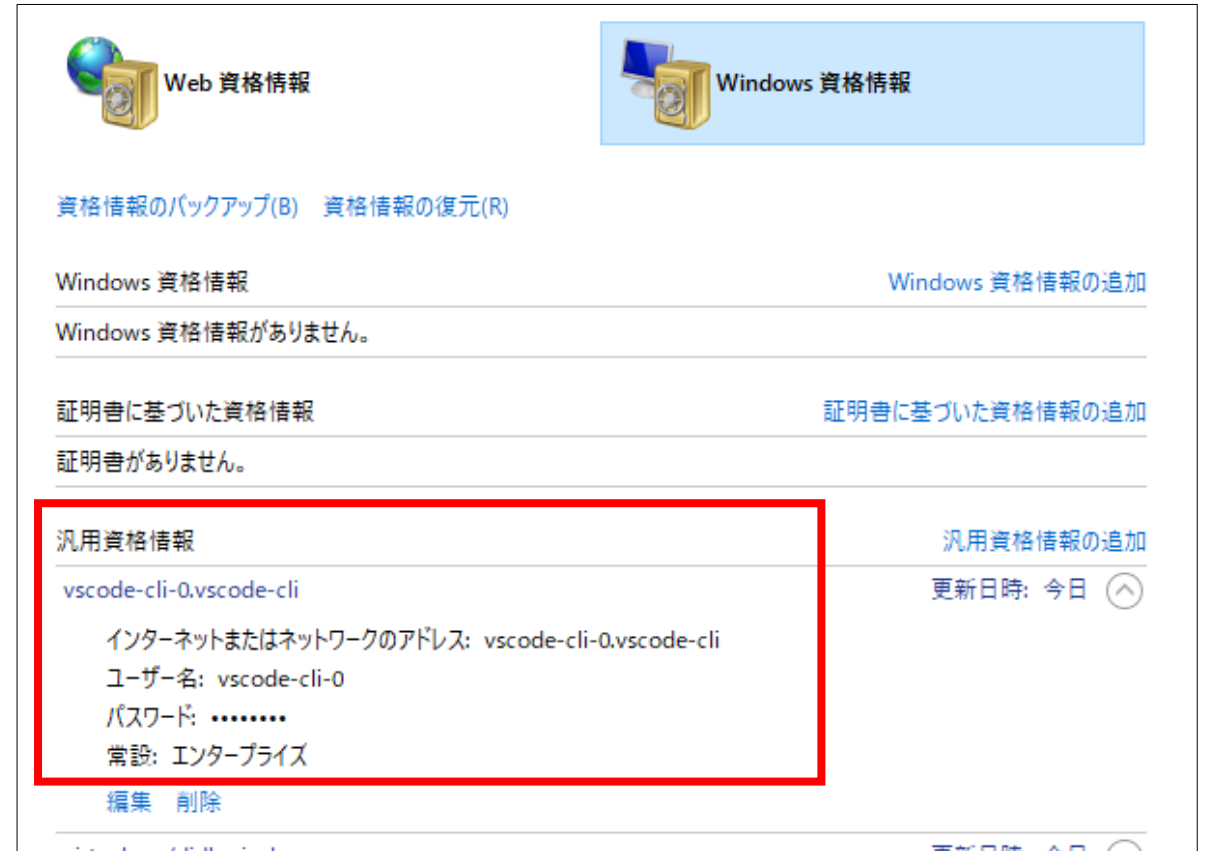 Web 資格情報
Windows 資格情報
資格情報のバックアップ(B) 資格情報の復元(R)
Windows 資格情報 Windows 資格情報の追加
Windows 資格情報がありません。
証明書に基づいた資格情報 証明書に基づいた資格情報の追加
証明書がありません。
汎用資格情報 汎用資格情報の追加
vscode-cli-0.vscode-cli 更新日時: 今日
インターネットまたはネットワークのアドレス: vscode-cli-0.vscode-cli
ユーザー名: vscode-cli-0
パスワード: ••••••••
常設: エンタープライズ
編集 削除
更新日時: 今日